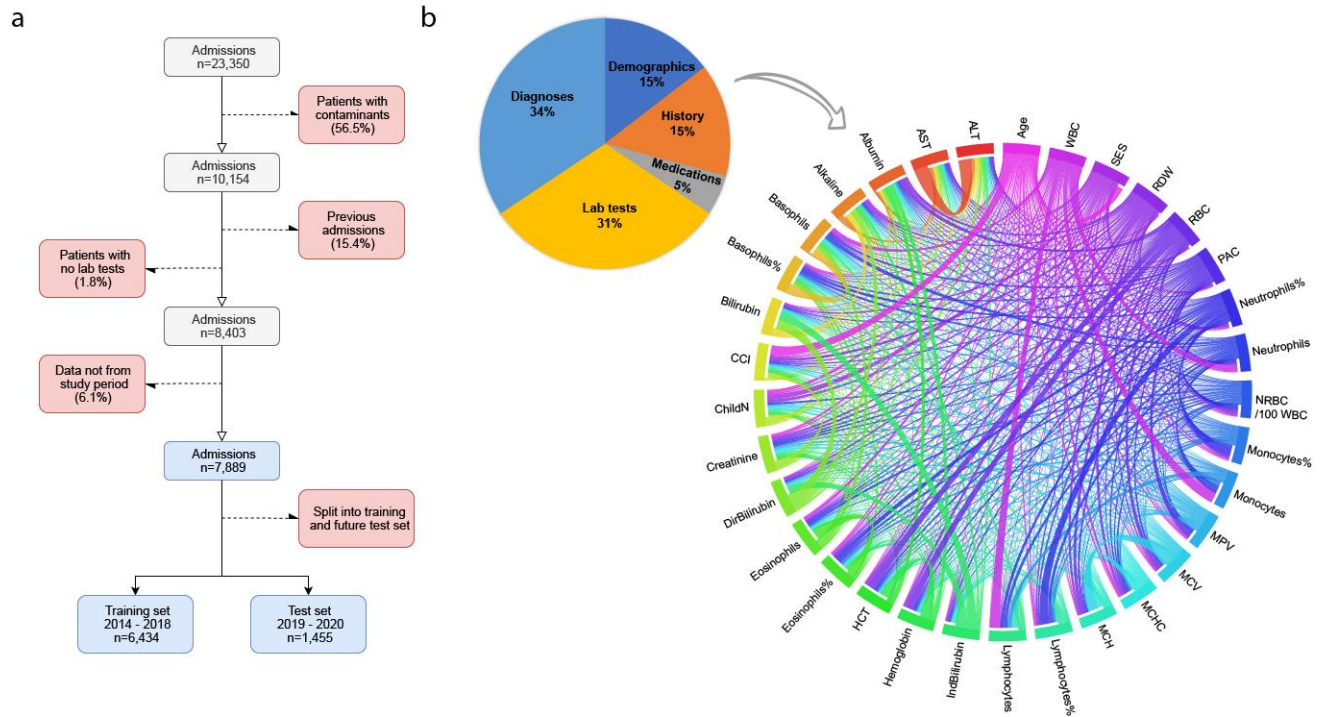 a
Admissions
n=23,350
Patients with
contaminants
(56.5%)
Admissions
n=10,154
Previous
admissions
(15.4%)
Patients with
no lab tests
(1.8%)
Admissions
n=8,403
Data not from
study period
(6.1%)
Admissions
n=7,889
Split into training
and future test set
Training set
2014 - 2018
n=6,434
Test set
2019 - 2020
n=1,455
b
Demographics
15%
History
15%
Medications
5%
Lab tests
31%
Diagnoses
34%
Age
WBC
SES
RDW
RBC
PAC
Neutrophils%
Neutrophils
NRBC
/100 WBC
Monocytes%
Monocytes
MPV
MCV
MCHC
MCH
Lymphocytes%
Lymphocytes
IndBilirubin
Hemoglobin
HCT
Eosinophils%
Eosinophils
DirBilirubin
Creatinine
ChildN
CCI
Bilirubin
Basophils%
Basophils
Alkaline
Albumin
AST
ALT